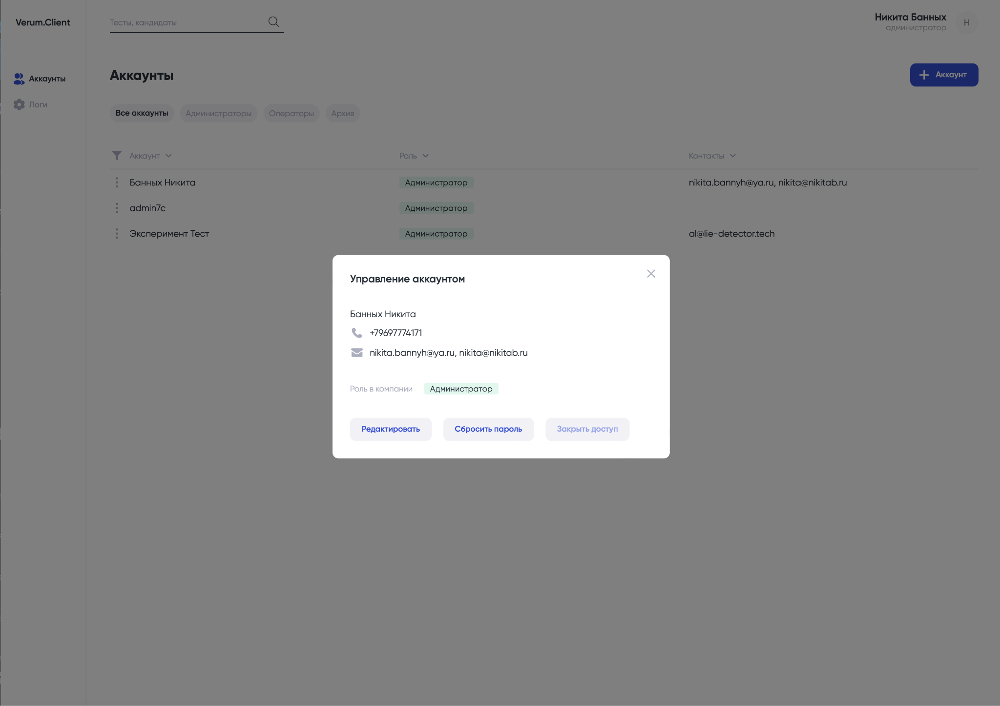 Verum.Client
Тесты, кандидаты
Никита Банных
администратор
Н
Аккаунты
Логи
Аккаунты
Аккаунт
Все аккаунты
Администраторы
Операторы
Архив
Аккаунт
Роль
Контакты
Банных Никита
Администратор
nikita.bannyh@ya.ru, nikita@nikitab.ru
admin7c
Администратор
Эксперимент Тест
Администратор
al@lie-detector.tech
Управление аккаунтом
Банных Никита
+79697774171
nikita.bannyh@ya.ru, nikita@nikitab.ru
Роль в компании
Администратор
Редактировать
Сбросить пароль
Закрыть доступ